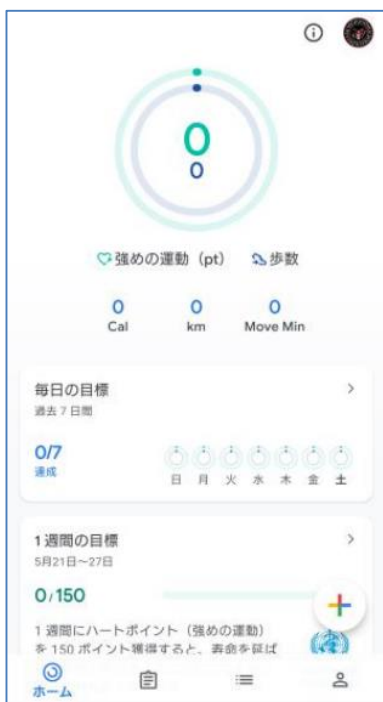 0
0
強めの運動（pt） 歩数
0 0 0
Cal km Move Min
毎日の目標
過去 7 日間
0/7
達成
日 月 火 水 木 金 土
1 週間の目標
5月21日～27日
0/150
1 週間にハートポイント（強めの運動）
を 150 ポイント獲得すると、寿命を延ば
ホーム